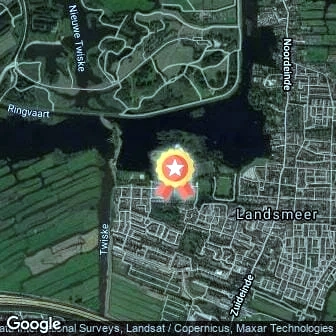 Nieuwe Twiske
Noordeinde
Ringvaart
Landsmeer
Twiske
Zuideinde
Google
nal Surveys, Landsat / Copernicus, Maxar Technologies